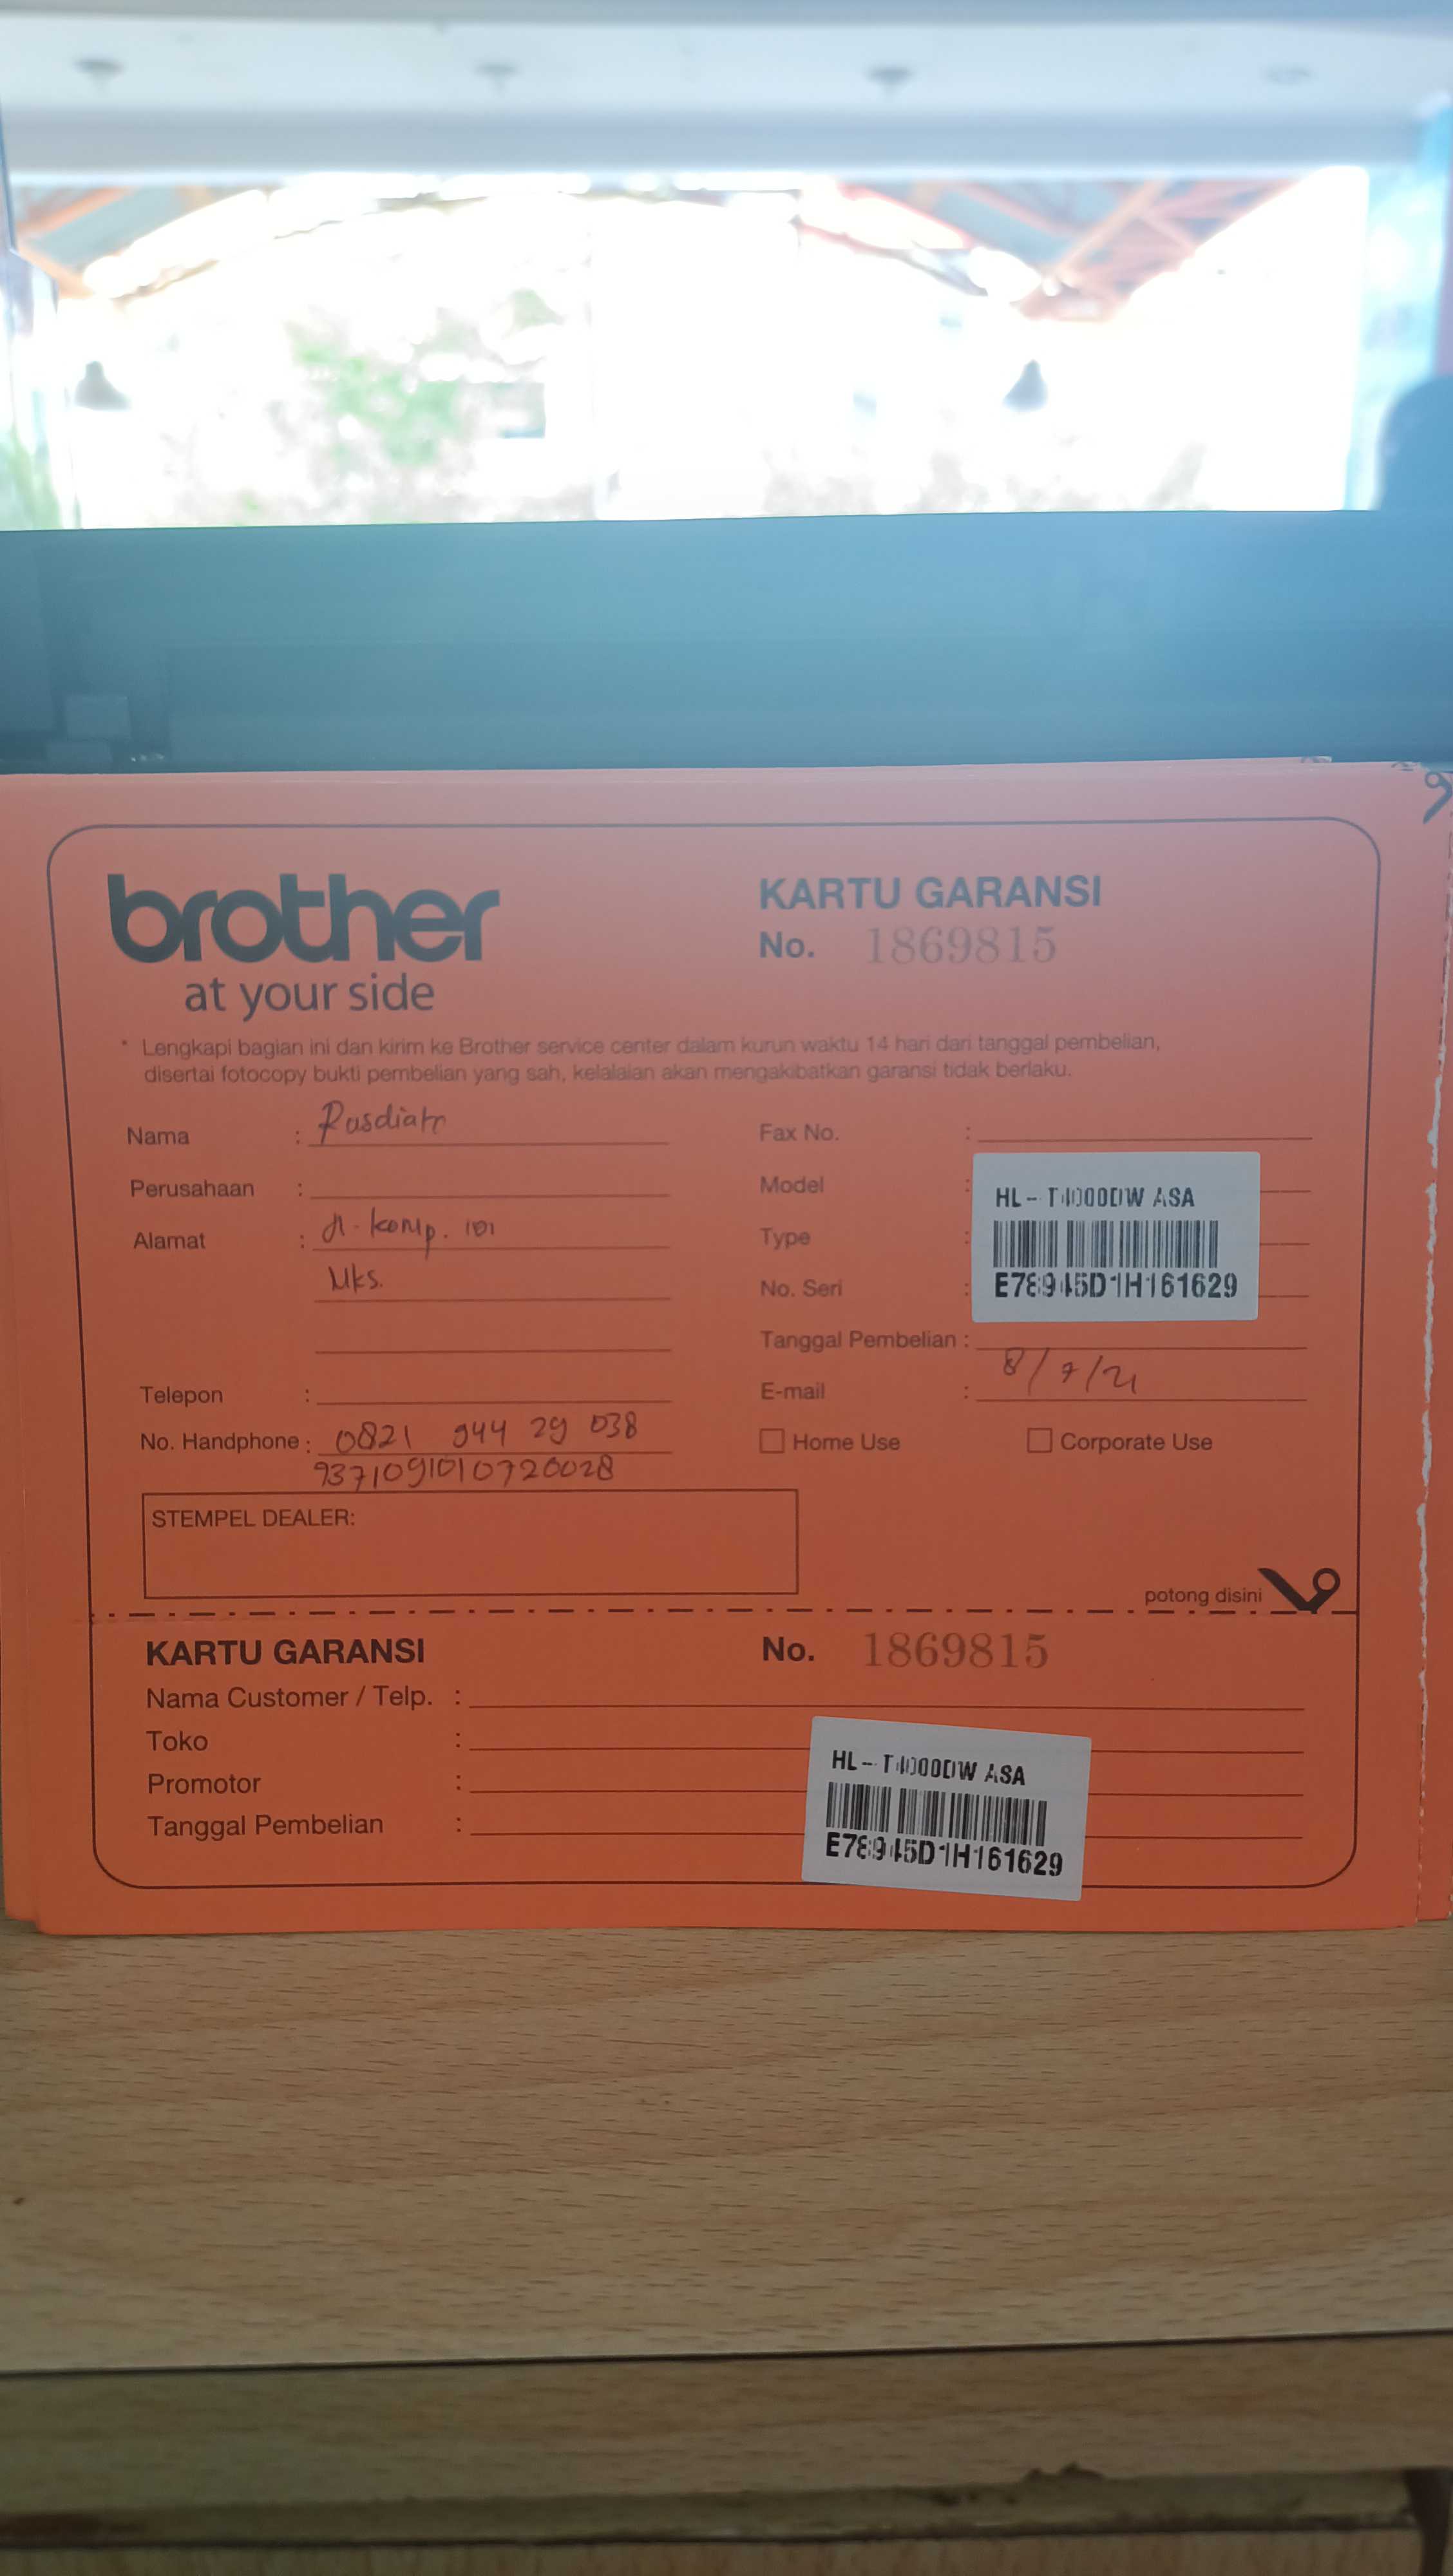 brother
at your side
KARTU GARANSI
No. 1869815
* Lengkapi bagian ini dan kirim ke Brother service center dalam kurun waktu 14 hari dari tanggal pembelian,
disertai fotocopy bukti pembelian yang sah, kelalaian akan mengakibatkan garansi tidak berlaku.
Nama :
Perusahaan :
Alamat : Jl. komp.
Mks.
Telepon :
No. Handphone : 0821 944 29 038
9371091010720028
Fax No. :
Model :
Type :
No. Seri :
HL-T4000DW ASA
E78945D1H161629
Tanggal Pembelian :
8/7/21
E-mail :
Home Use
Corporate Use
STEMPEL DEALER:
potong disini
KARTU GARANSI
No. 1869815
Nama Customer / Telp. :
Toko :
Promotor :
Tanggal Pembelian :
HL-T4000DW ASA
E78945D1H161629